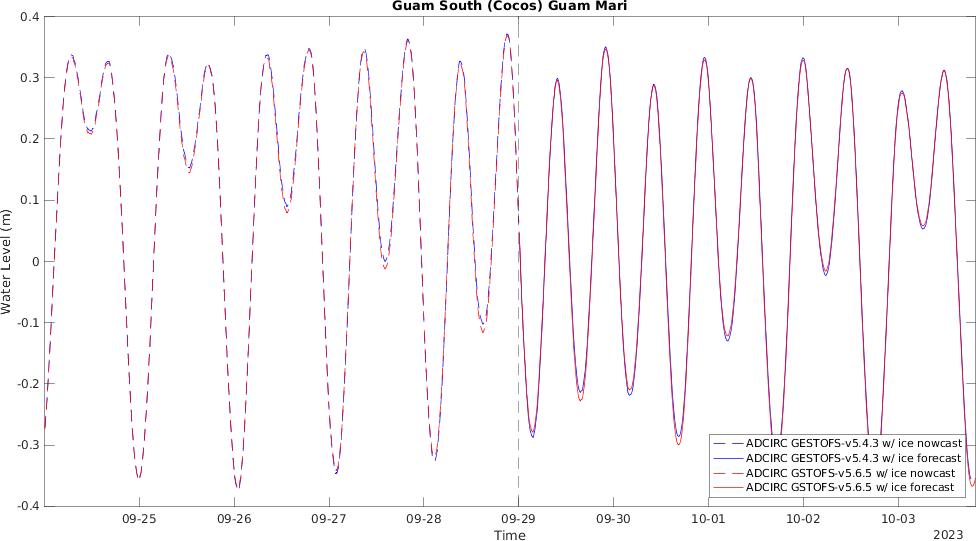 Guam South (Cocos) Guam Mari
0.4
0.3
0.2
0.1
0
-0.1
-0.2
-0.3
-0.4
Water Level (m)
ADCIRC GESTOFS-v5.4.3 w/ ice nowcast
ADCIRC GESTOFS-v5.4.3 w/ ice forecast
ADCIRC GSTOFS-v5.6.5 w/ ice nowcast
ADCIRC GSTOFS-v5.6.5 w/ ice forecast
09-25 09-26 09-27 09-28 09-29 09-30 10-01 10-02 10-03
Time
2023